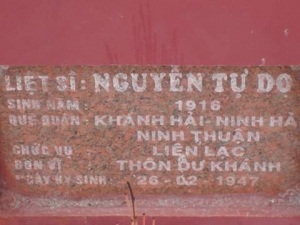 LIỆT SĨ: NGUYỄN TỰ DO
SINH NĂM: 1916
QUÊ QUÁN - KHÁNH HẢI - NINH HẢI
NINH THUẬN
CHỨC VỤ LIÊN LẠC
ĐƠN VỊ THÔN DƯ KHÁNH
NGÀY HY SINH: 26-02-1947